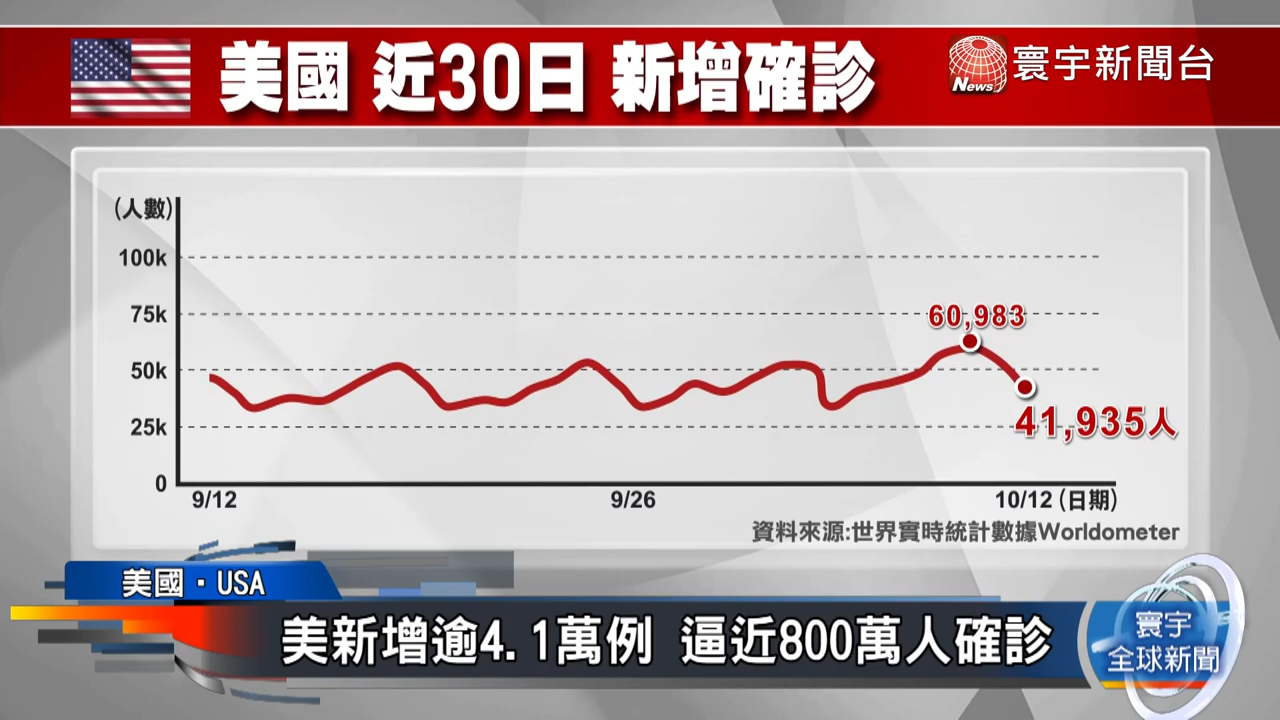 美國 近30日 新增確診
News 寰宇新聞台
(人數)
100k
75k
50k
25k
0
60,983
41,935人
9/12
9/26
10/12 (日期)
資料來源:世界實時統計數據Worldometer
美國·USA
美新增逾4.1萬例 逼近800萬人確診
寰宇
全球新聞